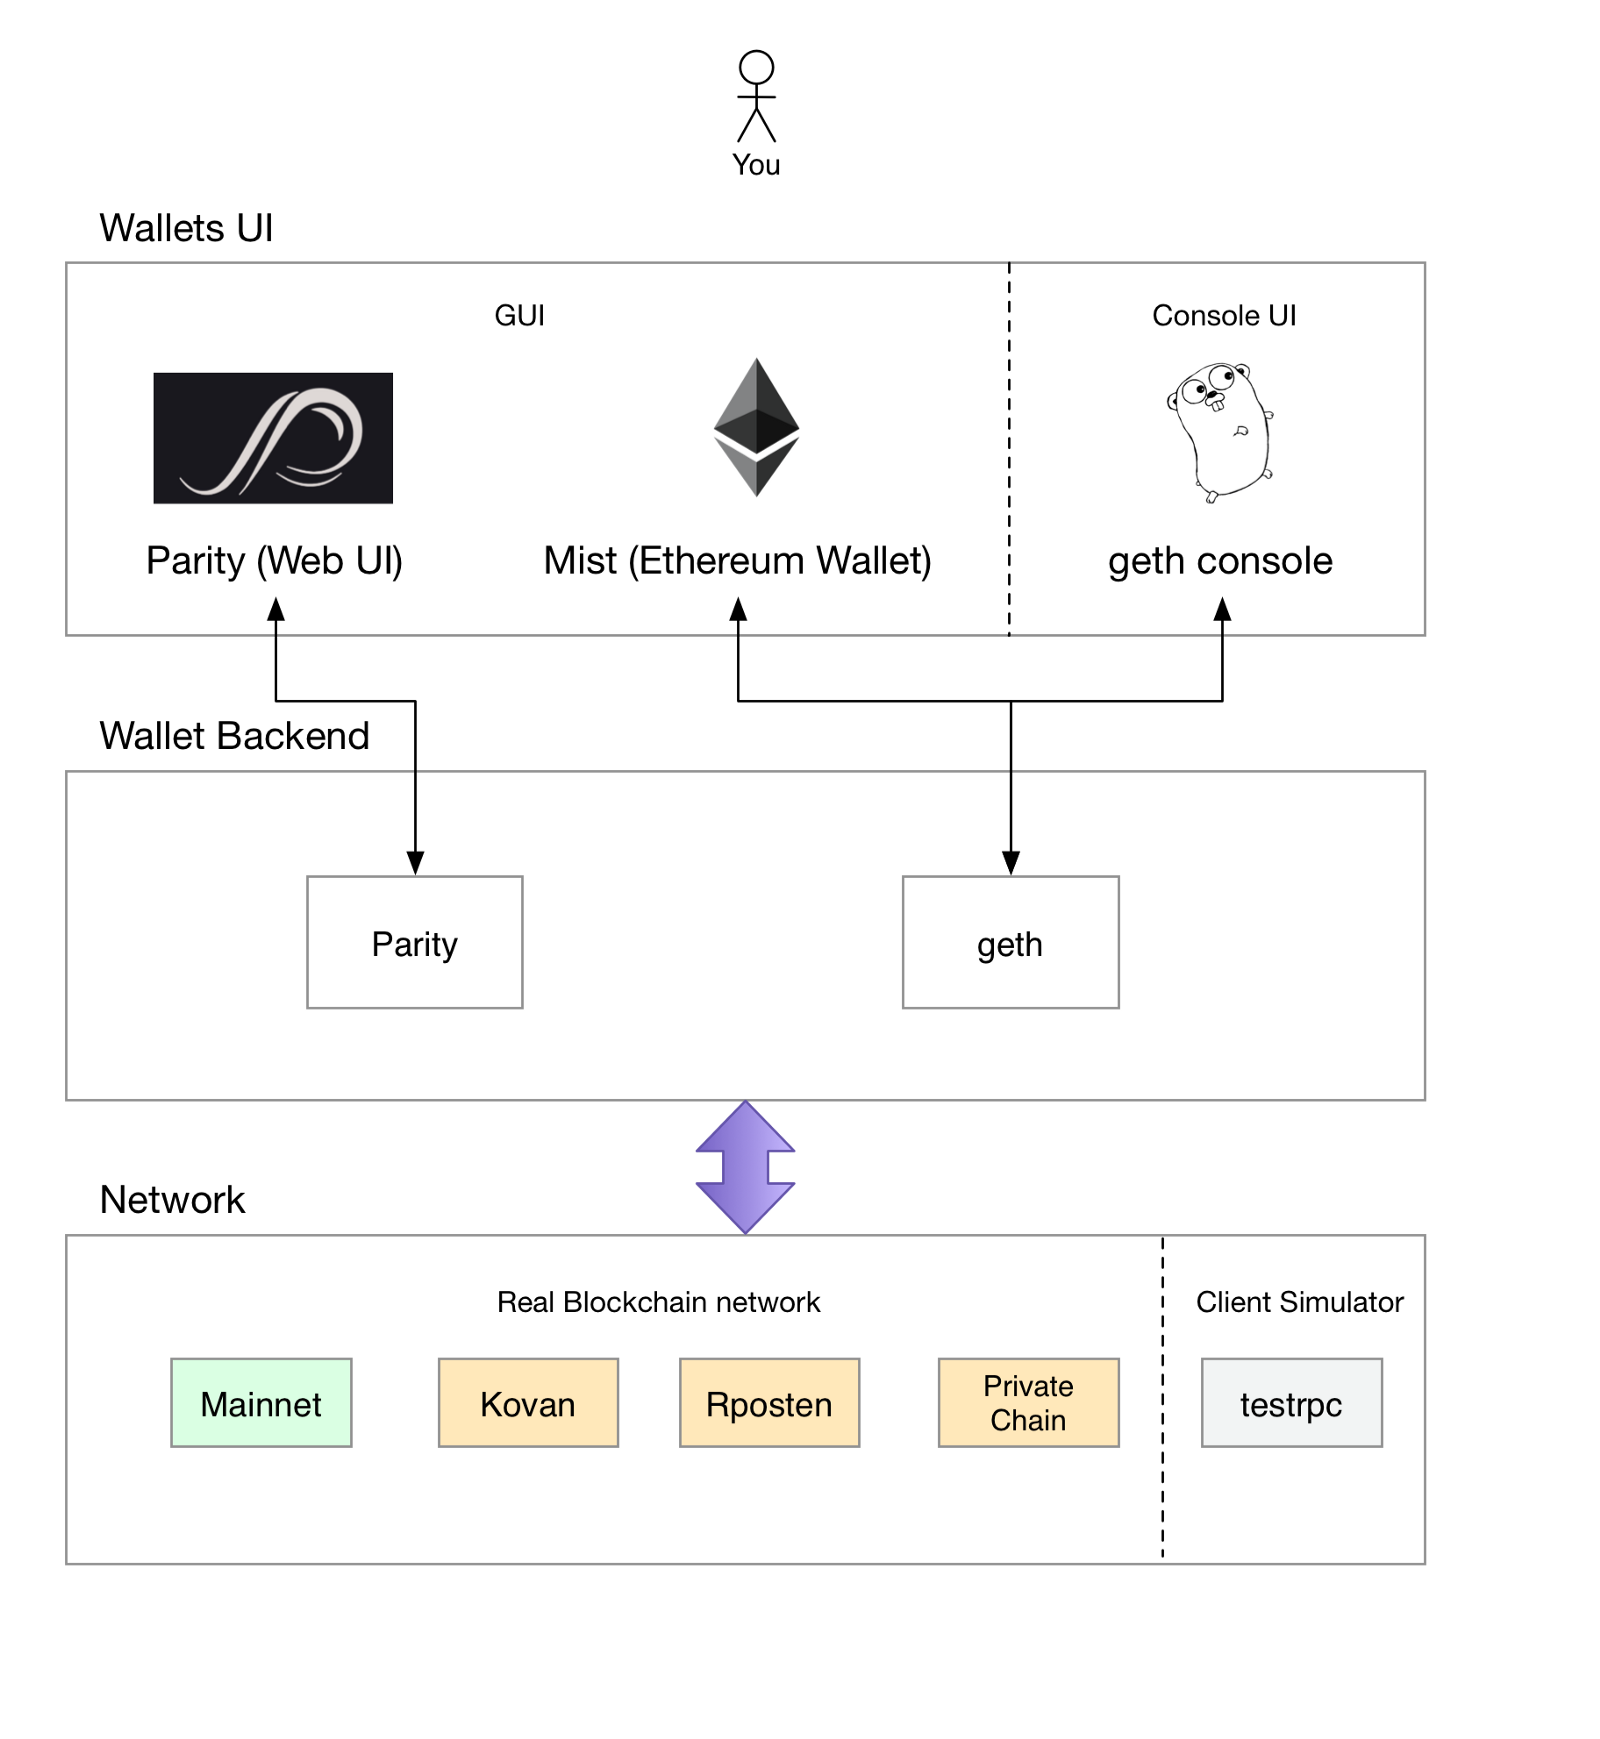 You
Wallets UI
GUI
Console UI
Parity (Web UI)
Mist (Ethereum Wallet)
geth console
Wallet Backend
Parity
geth
Network
Real Blockchain network
Client Simulator
Mainnet
Kovan
Rposten
Private
Chain
testrpc